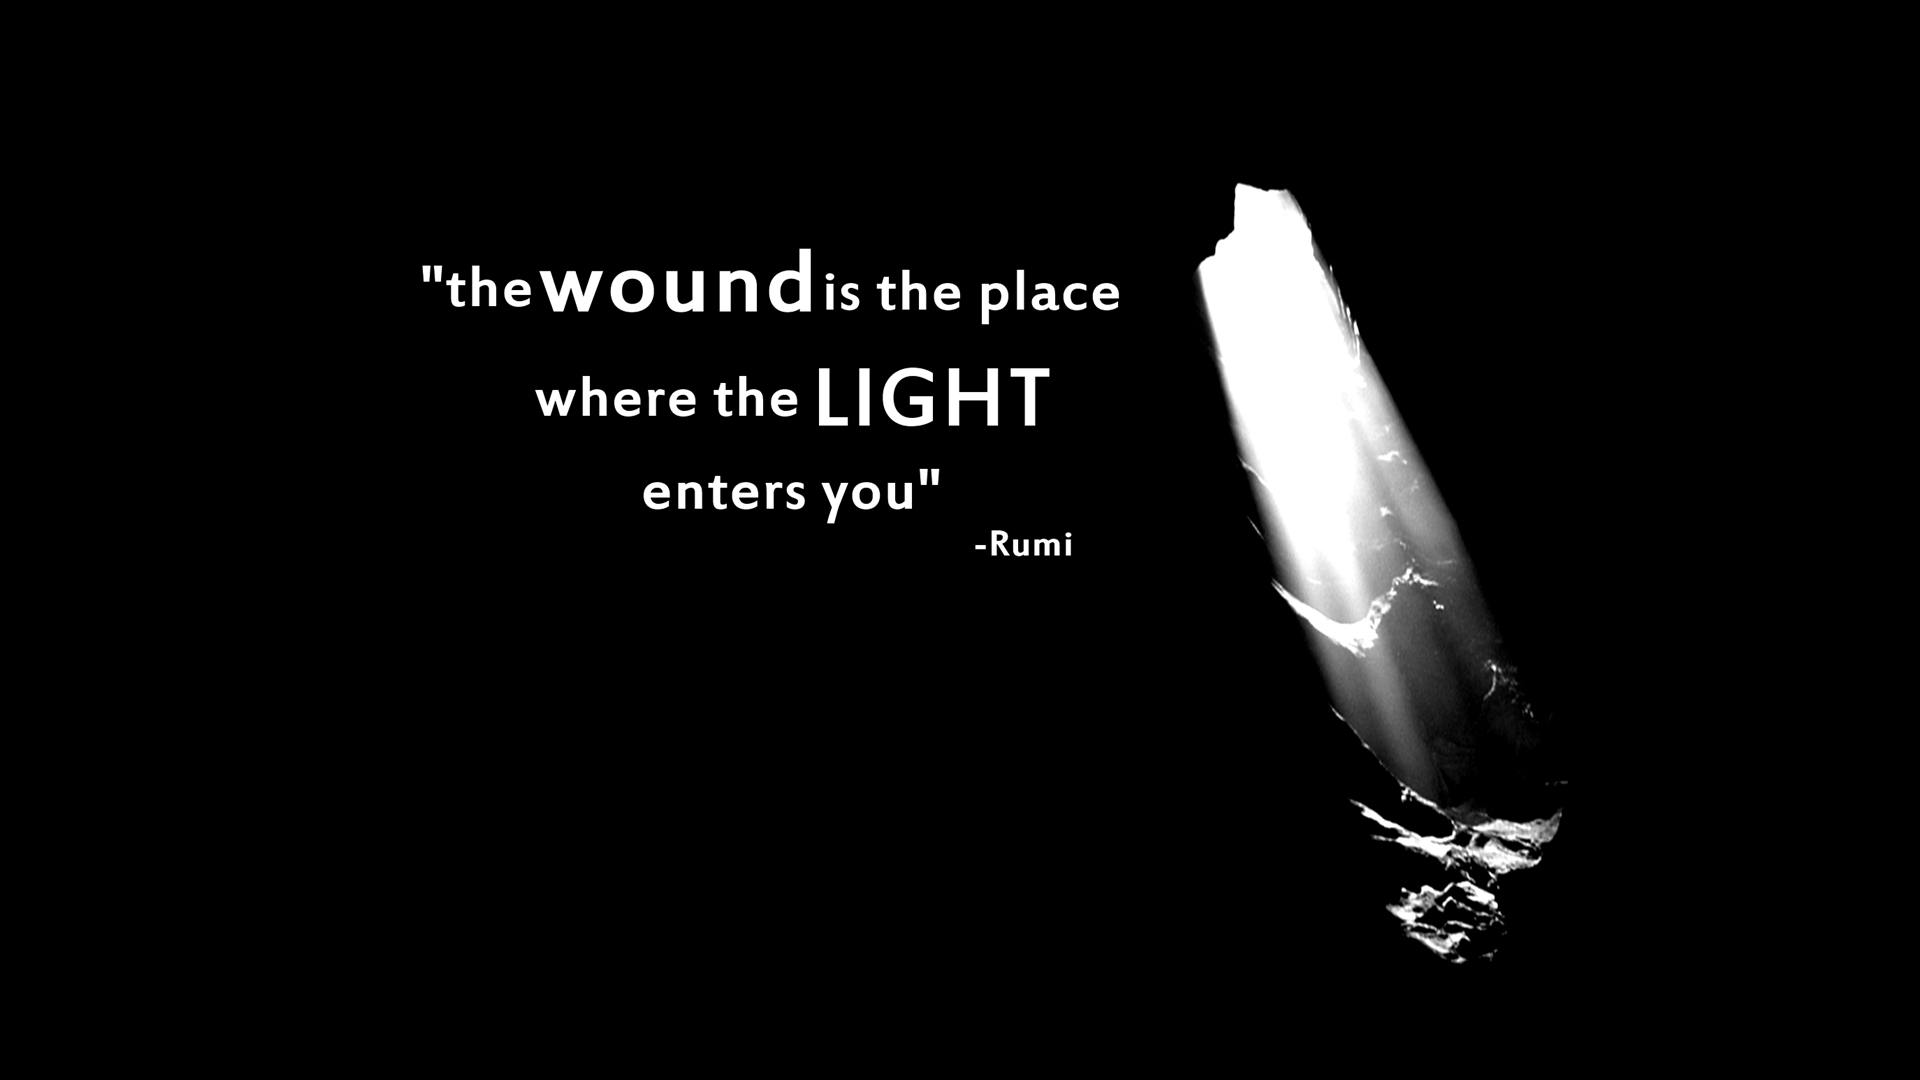 "the wound is the place
where the LIGHT
enters you"
-Rumi